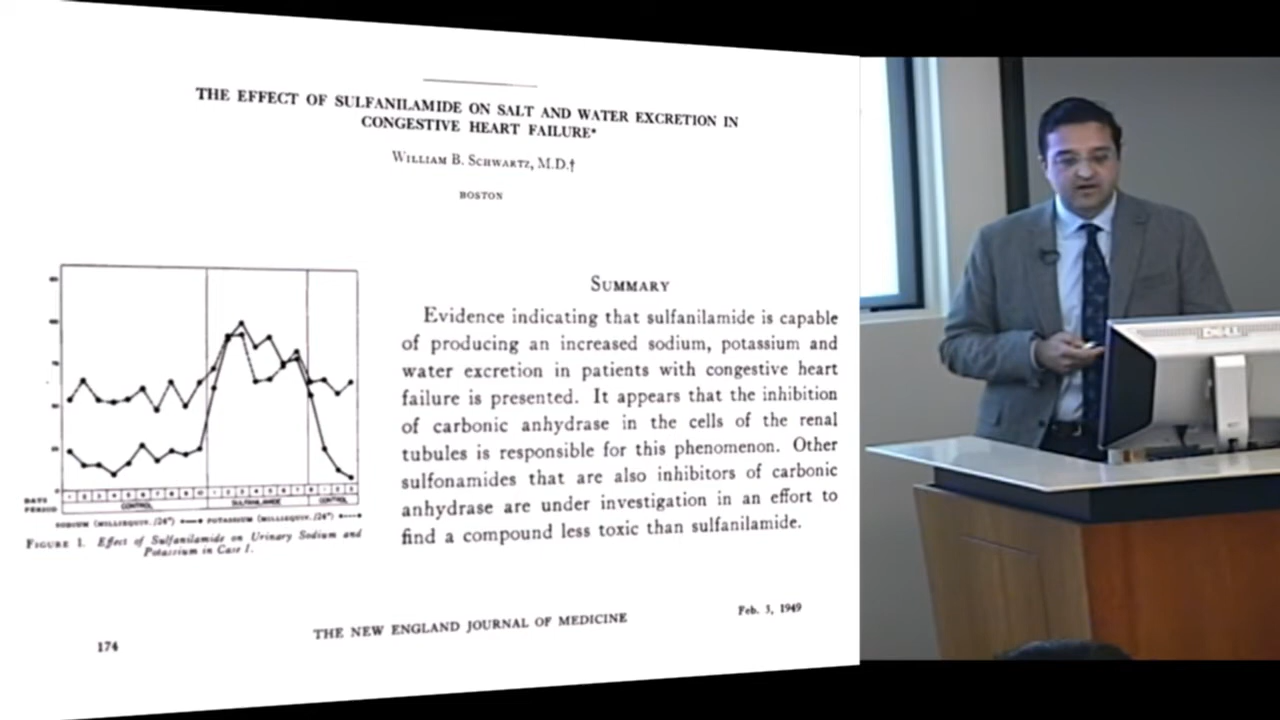 THE EFFECT OF SULFANILAMIDE ON SALT AND WATER EXCRETION IN
CONGESTIVE HEART FAILURE*
WILLIAM B. SCHWARTZ, M.D.†
BOSTON
DAYS
PERIOD
CONTROL
SULFANILAMIDE
CONTROL
SODIUM (MILLIEQUIV./24°) POTASSIUM (MILLIEQUIV./24°)
FIGURE 1. Effect of Sulfanilamide on Urinary Sodium and
Potassium in Case 1.
SUMMARY
Evidence indicating that sulfanilamide is capable
of producing an increased sodium, potassium and
water excretion in patients with congestive heart
failure is presented. It appears that the inhibition
of carbonic anhydrase in the cells of the renal
tubules is responsible for this phenomenon. Other
sulfonamides that are also inhibitors of carbonic
anhydrase are under investigation in an effort to
find a compound less toxic than sulfanilamide.
174
THE NEW ENGLAND JOURNAL OF MEDICINE
Feb. 3, 1949
DELL